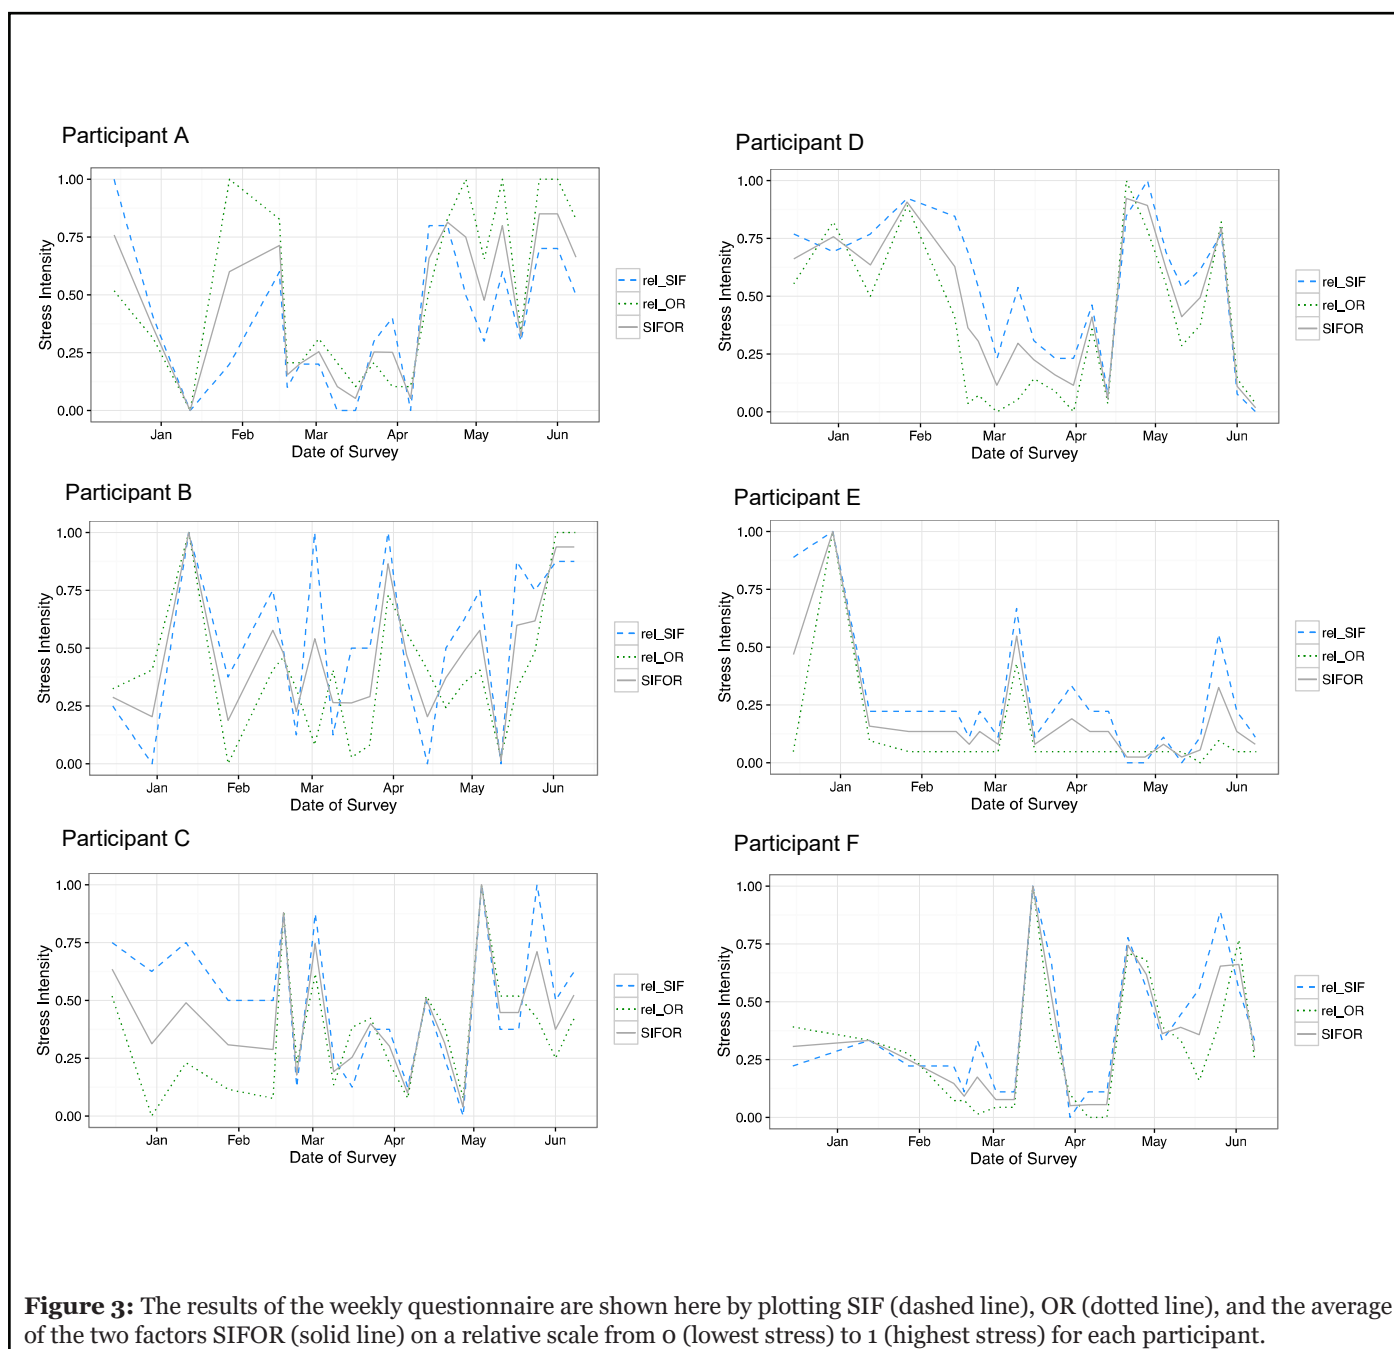 Participant A
1.00
0.75
0.50
0.25
0.00
Stress Intensity
Jan Feb Mar Apr May Jun
Date of Survey
rel_SIF
rel_OR
SIFOR
Participant D
1.00
0.75
0.50
0.25
0.00
Stress Intensity
Jan Feb Mar Apr May Jun
Date of Survey
rel_SIF
rel_OR
SIFOR
Participant B
1.00
0.75
0.50
0.25
0.00
Stress Intensity
Jan Feb Mar Apr May Jun
Date of Survey
rel_SIF
rel_OR
SIFOR
Participant E
1.00
0.75
0.50
0.25
0.00
Stress Intensity
Jan Feb Mar Apr May Jun
Date of Survey
rel_SIF
rel_OR
SIFOR
Participant C
1.00
0.75
0.50
0.25
0.00
Stress Intensity
Jan Feb Mar Apr May Jun
Date of Survey
rel_SIF
rel_OR
SIFOR
Participant F
1.00
0.75
0.50
0.25
0.00
Stress Intensity
Jan Feb Mar Apr May Jun
Date of Survey
rel_SIF
rel_OR
SIFOR
Figure 3: The results of the weekly questionnaire are shown here by plotting SIF (dashed line), OR (dotted line), and the average
of the two factors SIFOR (solid line) on a relative scale from 0 (lowest stress) to 1 (highest stress) for each participant.